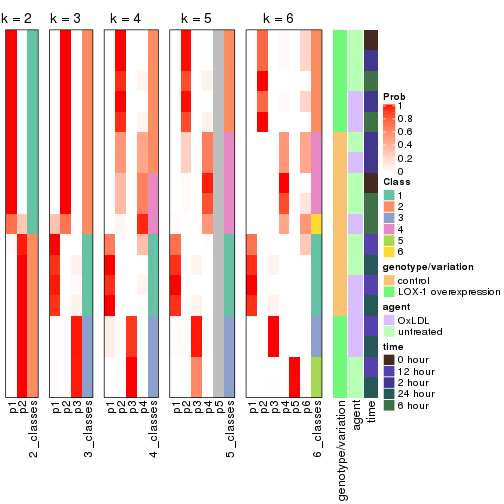 k = 2 k = 3 k = 4 k = 5 k = 6
p1 p2 2_classes p1 p2 p3 3_classes p1 p2 p3 p4 4_classes p1 p2 p3 p4 p5 5_classes p1 p2 p3 p4 p5 p6 6_classes genotype/variation agent time
Prob
1
0.8
0.6
0.4
0.2
0
Class
1
2
3
4
5
6
genotype/variation
control
LOX-1 overexpression
agent
OxLDL
untreated
time
0 hour
12 hour
2 hour
24 hour
6 hour